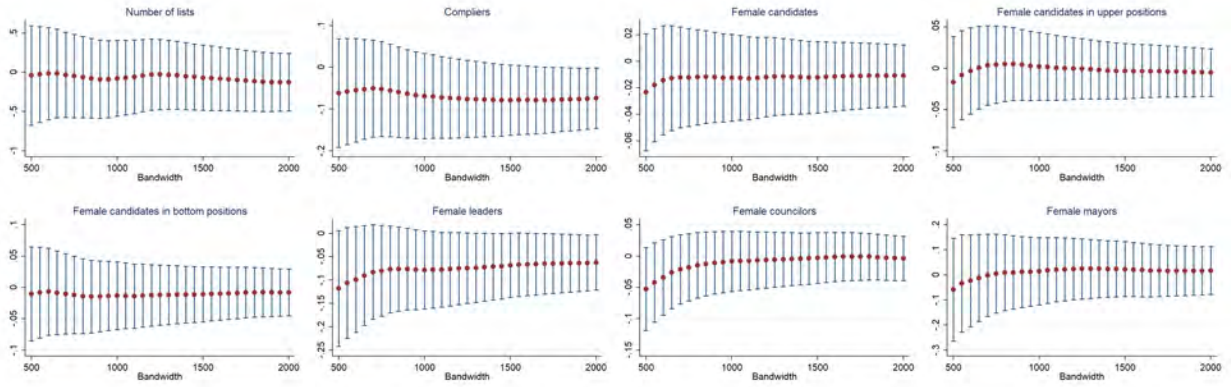 Number of lists
.5
0
-.5
-1
500 1000 1500 2000
Bandwidth
Compliers
.1
0
-.1
-.2
500 1000 1500 2000
Bandwidth
Female candidates
.02
0
-.02
-.04
-.06
500 1000 1500 2000
Bandwidth
Female candidates in upper positions
.05
0
-.05
-.1
500 1000 1500 2000
Bandwidth
Female candidates in bottom positions
.1
.05
0
-.05
-.1
500 1000 1500 2000
Bandwidth
Female leaders
0
-.05
-.1
-.15
-.2
-.25
500 1000 1500 2000
Bandwidth
Female councilors
.05
0
-.05
-.1
-.15
500 1000 1500 2000
Bandwidth
Female mayors
.2
.1
0
-.1
-.2
-.3
500 1000 1500 2000
Bandwidth